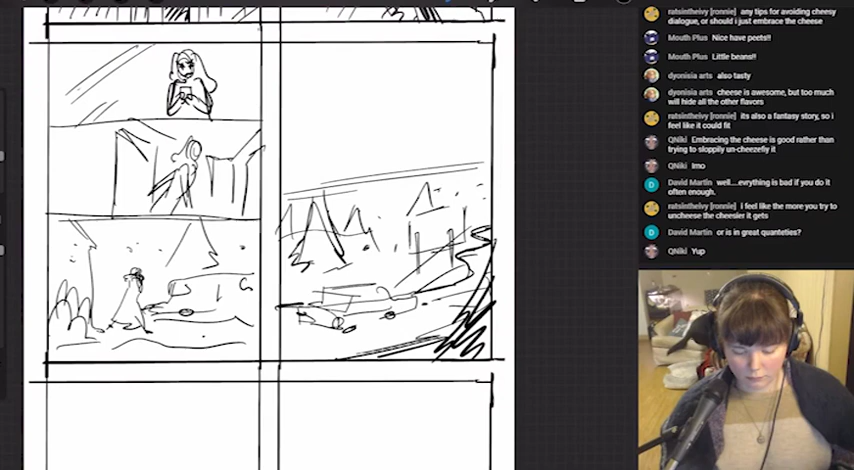 ratsintheivy [ronnie] any tips for avoiding cheesy
dialogue, or should i just embrace the cheese
Mouth Plus Nice have peets!!
Mouth Plus Little beans!!
dyonisia arts also tasty
dyonisia arts cheese is awesome, but too much
will hide all the other flavors
ratsintheivy [ronnie] its also a fantasy story, so i
feel like it could fit
QNiki Embracing the cheese is good rather than
trying to sloppily un-cheezefiy it
QNiki Imo
David Martin well....evrything is bad if you do it
often enough.
ratsintheivy [ronnie] I feel like the more you try to
uncheese the cheesier it gets
David Martin or is in great quanteties?
QNiki Yup